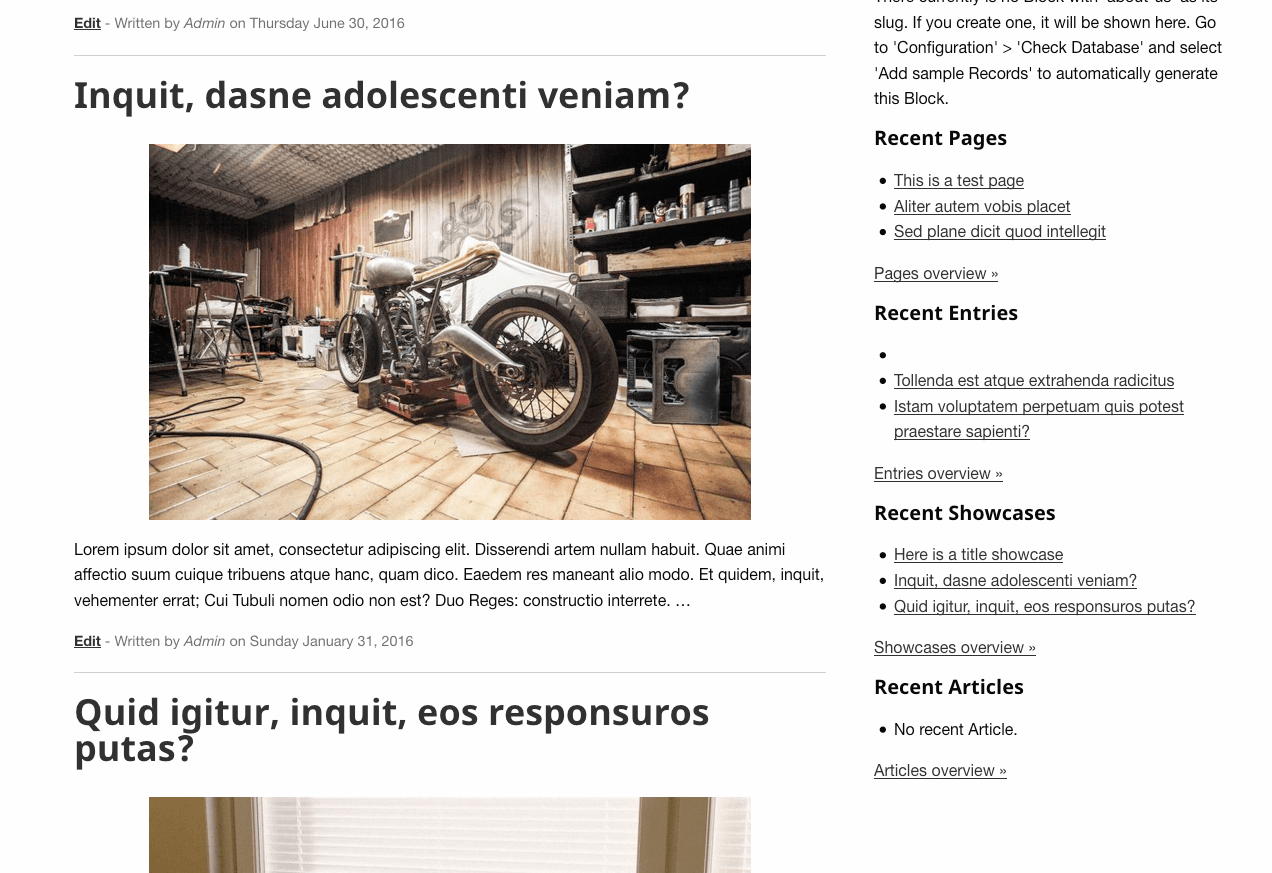 Edit - Written by Admin on Thursday June 30, 2016
Inquit, dasne adolescenti veniam?
Lorem ipsum dolor sit amet, consectetur adipiscing elit. Disserendi artem nullam habuit. Quae animi
affectio suum cuique tribuens atque hanc, quam dico. Eaedem res maneant alio modo. Et quidem, inquit,
vehementer errat; Cui Tubuli nomen odio non est? Duo Reges: constructio interrete. …
Edit - Written by Admin on Sunday January 31, 2016
Quid igitur, inquit, eos responsuros
putas?
slug. If you create one, it will be shown here. Go
to 'Configuration' > 'Check Database' and select
'Add sample Records' to automatically generate
this Block.
Recent Pages
• This is a test page
• Aliter autem vobis placet
• Sed plane dicit quod intellegit
Pages overview »
Recent Entries
•
• Tollenda est atque extrahenda radicitus
• Istam voluptatem perpetuam quis potest
praestare sapienti?
Entries overview »
Recent Showcases
• Here is a title showcase
• Inquit, dasne adolescenti veniam?
• Quid igitur, inquit, eos responsuros putas?
Showcases overview »
Recent Articles
• No recent Article.
Articles overview »